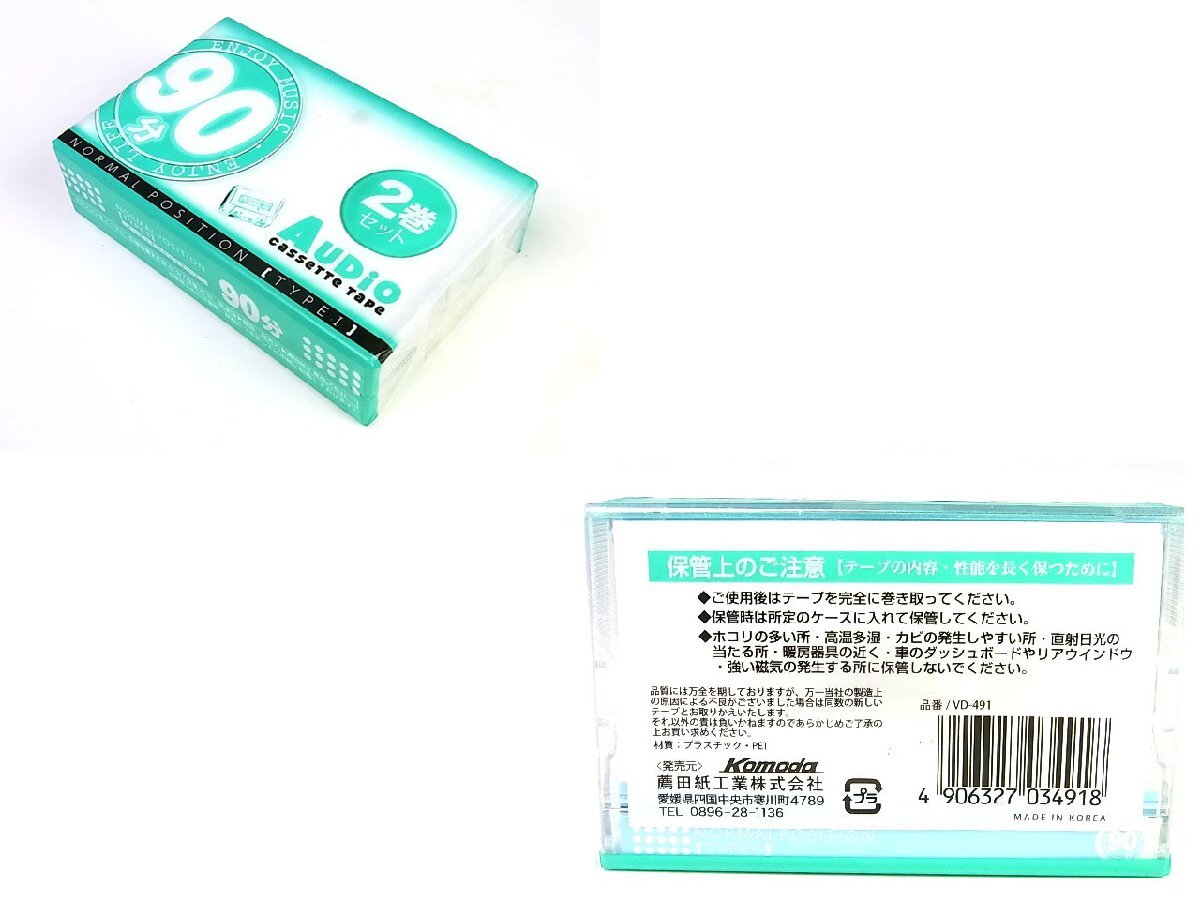 ENJOY MUSIC・ENJOY LIFE
90
分
2巻
セット
AUDiO
cassette tape
NORMAL POSITION【TYPEⅠ】
NORMAL POSITION
90分
保管上のご注意【テープの内容・性能を長く保つために】
◆ご使用後はテープを完全に巻き取ってください。
◆保管時は所定のケースに入れて保管してください。
◆ホコリの多い所・高温多湿・カビの発生しやすい所・直射日光の
当たる所・暖房器具の近く・車のダッシュボードやリアウインドウ
・強い磁気の発生する所に保管しないでください。
品質には万全を期しておりますが、万一当社の製造上
の原因による不良がございました場合は同数の新しい
テープとお取りかえいたします。
それ以外の責は負いかねますのであらかじめご了承の
上お買い求めください。
材質：プラスチック・PET
品番/VD-491
〈発売元〉 Komoda
薦田紙工業株式会社
愛媛県四国中央市寒川町4789
TEL 0896-28-1136
プラ
4 906327 034918
MADE IN KOREA
NORMAL POSITION
【TYPEⅠ】
90